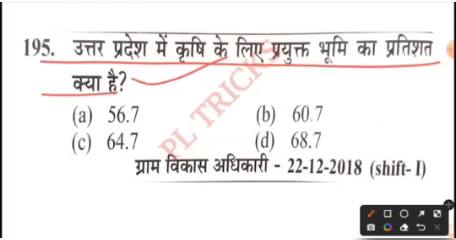 195. उत्तर प्रदेश में कृषि के लिए प्रयुक्त भूमि का प्रतिशत
क्या है?
(a) 56.7 (b) 60.7
(c) 64.7 (d) 68.7
PL TRICKS
ग्राम विकास अधिकारी - 22-12-2018 (shift- I)